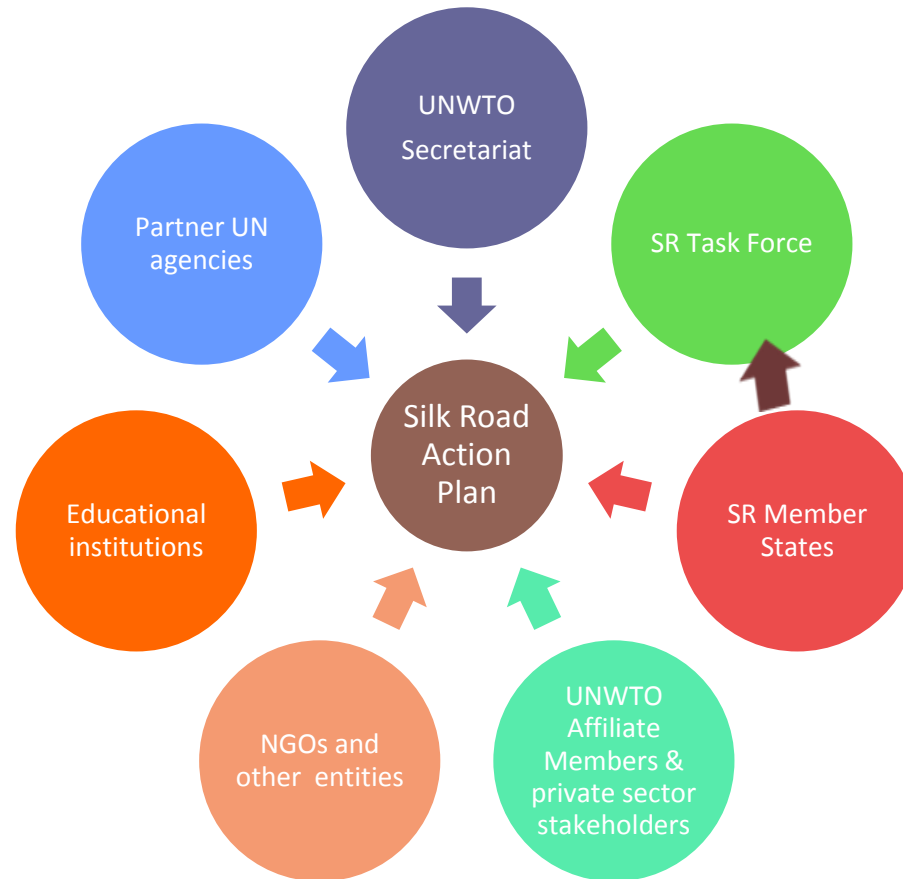 UNWTO
Secretariat
Partner UN
agencies
SR Task Force
Silk Road
Action
Plan
Educational
institutions
SR Member
States
NGOs and
other entities
UNWTO
Affiliate
Members &
private sector
stakeholders